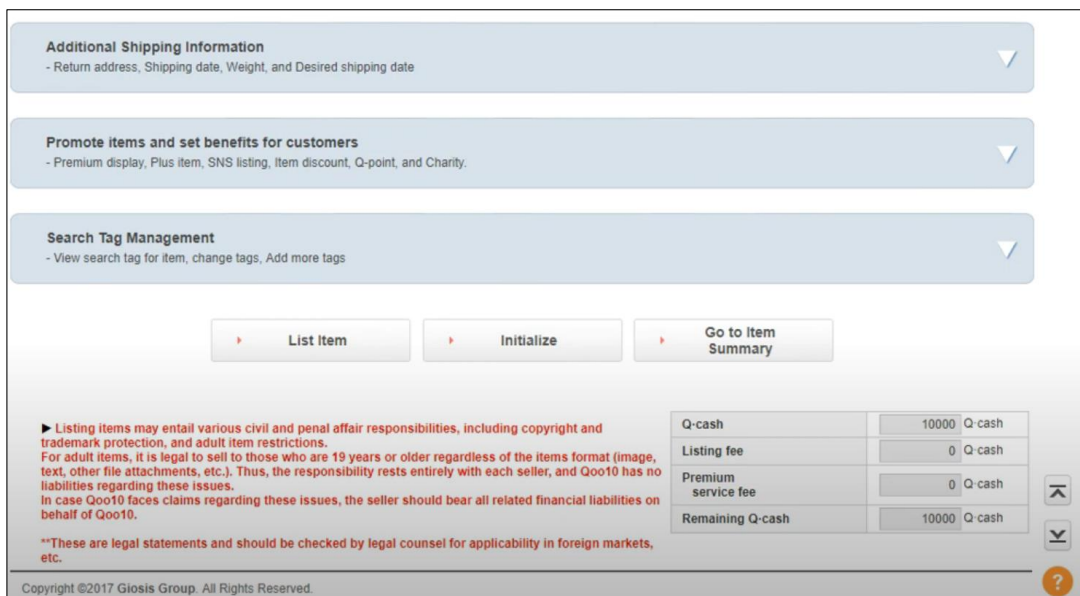 Additional Shipping Information
- Return address, Shipping date, Weight, and Desired shipping date
Promote items and set benefits for customers
- Premium display, Plus item, SNS listing, Item discount, Q-point, and Charity.
Search Tag Management
- View search tag for item, change tags, Add more tags
List Item
Initialize
Go to Item
Summary
▶ Listing items may entail various civil and penal affair responsibilities, including copyright and
trademark protection, and adult item restrictions.
For adult items, it is legal to sell to those who are 19 years or older regardless of the items format (image,
text, other file attachments, etc.). Thus, the responsibility rests entirely with each seller, and Qoo10 has no
liabilities regarding these issues.
In case Qoo10 faces claims regarding these issues, the seller should bear all related financial liabilities on
behalf of Qoo10.
**These are legal statements and should be checked by legal counsel for applicability in foreign markets,
etc.
Q-cash 10000 Q-cash
Listing fee 0 Q-cash
Premium
service fee 0 Q-cash
Remaining Q-cash 10000 Q-cash
?
Copyright ©2017 Giosis Group. All Rights Reserved.